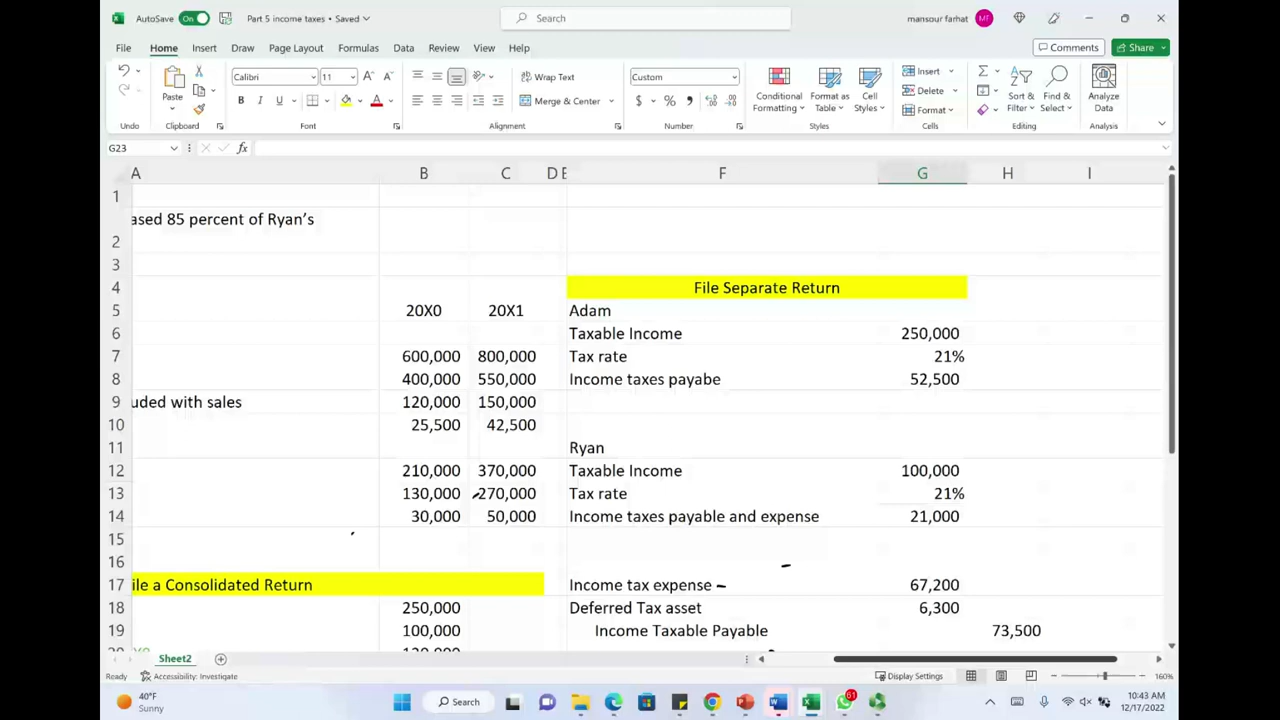 AutoSave On Part 5 income taxes • Saved Search mansour farhat MF
File Home Insert Draw Page Layout Formulas Data Review View Help Comments Share
Paste Calibri 11 Wrap Text Custom Conditional Formatting Format as Table Cell Styles Insert Sort & Filter Find & Select Analyze Data
B I U Merge & Center $ % Delete
Format
Undo Clipboard Font Alignment Number Styles Cells Editing Analysis
G23 fx
A B C D E F G H I
1
2 ased 85 percent of Ryan's
3
4 File Separate Return
5 20X0 20X1 Adam
6 Taxable Income 250,000
7 600,000 800,000 Tax rate 21%
8 400,000 550,000 Income taxes payabe 52,500
9 uded with sales 120,000 150,000
10 25,500 42,500
11 Ryan
12 210,000 370,000 Taxable Income 100,000
13 130,000 270,000 Tax rate 21%
14 30,000 50,000 Income taxes payable and expense 21,000
15
16
17 ile a Consolidated Return Income tax expense 67,200
18 250,000 Deferred Tax asset 6,300
19 100,000 Income Taxable Payable 73,500
Sheet2
Ready Accessibility: Investigate Display Settings 160%
40°F
Sunny
Search 61 10:43 AM
12/17/2022